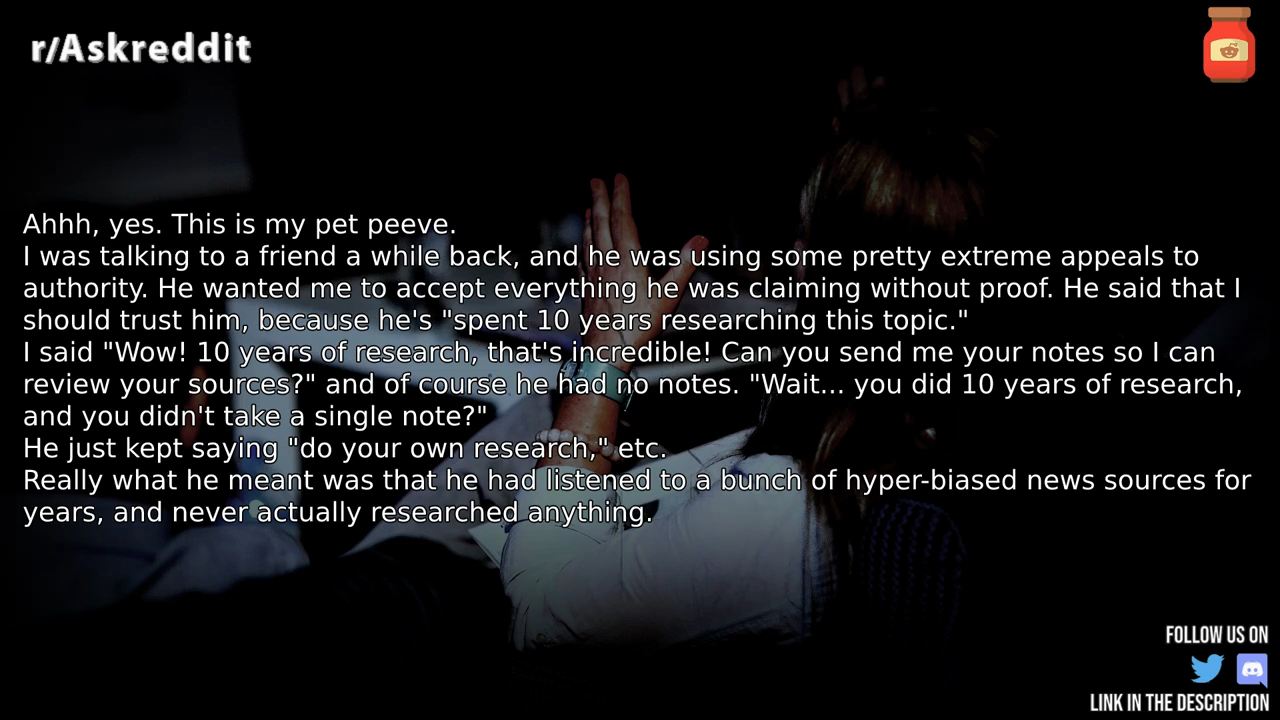 r/Askreddit
Ahhh, yes. This is my pet peeve.
I was talking to a friend a while back, and he was using some pretty extreme appeals to
authority. He wanted me to accept everything he was claiming without proof. He said that I
should trust him, because he's "spent 10 years researching this topic."
I said "Wow! 10 years of research, that's incredible! Can you send me your notes so I can
review your sources?" and of course he had no notes. "Wait... you did 10 years of research,
and you didn't take a single note?"
He just kept saying "do your own research," etc.
Really what he meant was that he had listened to a bunch of hyper-biased news sources for
years, and never actually researched anything.
FOLLOW US ON
LINK IN THE DESCRIPTION